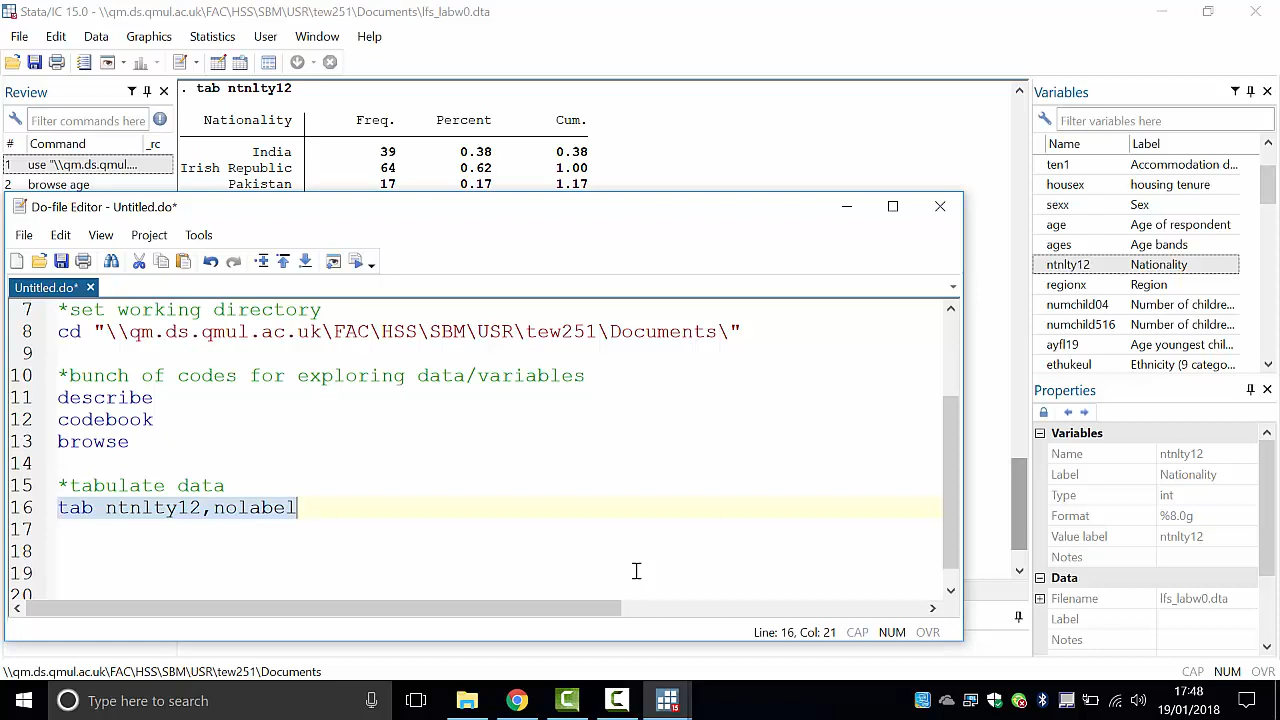 Stata/IC 15.0 - \\qm.ds.qmul.ac.uk\FAC\HSS\SBM\USR\tew251\Documents\lfs_labw0.dta
File Edit Data Graphics Statistics User Window Help
Review
Filter commands here
# Command _rc
1 use "\\qm.ds.qmul....
2 browse age
. tab ntnlty12
Nationality Freq. Percent Cum.
India 39 0.38 0.38
Irish Republic 64 0.62 1.00
Pakistan 17 0.17 1.17
Do-file Editor - Untitled.do*
File Edit View Project Tools
Untitled.do*
7 *set working directory
8 cd "\\qm.ds.qmul.ac.uk\FAC\HSS\SBM\USR\tew251\Documents\"
9
10 *bunch of codes for exploring data/variables
11 describe
12 codebook
13 browse
14
15 *tabulate data
16 tab ntnlty12,nolabel
17
18
19
20
Line: 16, Col: 21 CAP NUM OVR
Variables
Filter variables here
Name Label
ten1 Accommodation d...
housex housing tenure
sexx Sex
age Age of respondent
ages Age bands
ntnlty12 Nationality
regionx Region
numchild04 Number of childre...
numchild516 Number of childre...
ayfl19 Age youngest chil...
ethukeul Ethnicity (9 catego...
Properties
Variables
Name ntnlty12
Label Nationality
Type int
Format %8.0g
Value label ntnlty12
Notes
Data
Filename lfs_labw0.dta
Label
Notes
\\qm.ds.qmul.ac.uk\FAC\HSS\SBM\USR\tew251\Documents
CAP NUM OVR
Type here to search
17:48
19/01/2018